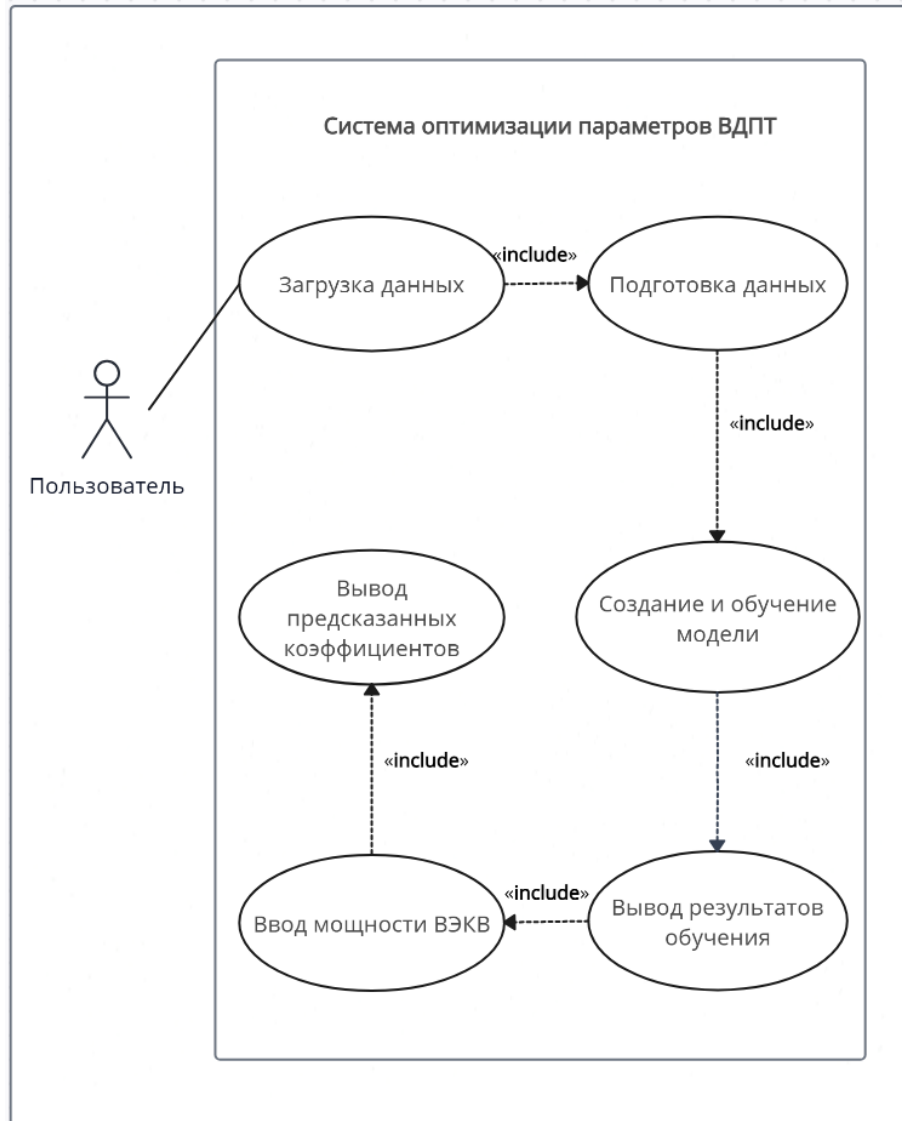 Система оптимизации параметров ВДПТ
Загрузка данных
«include»
Подготовка данных
«include»
Пользователь
Вывод
предсказанных
коэффициентов
Создание и обучение
модели
«include»
«include»
Ввод мощности ВЭКВ
«include»
Вывод результатов
обучения